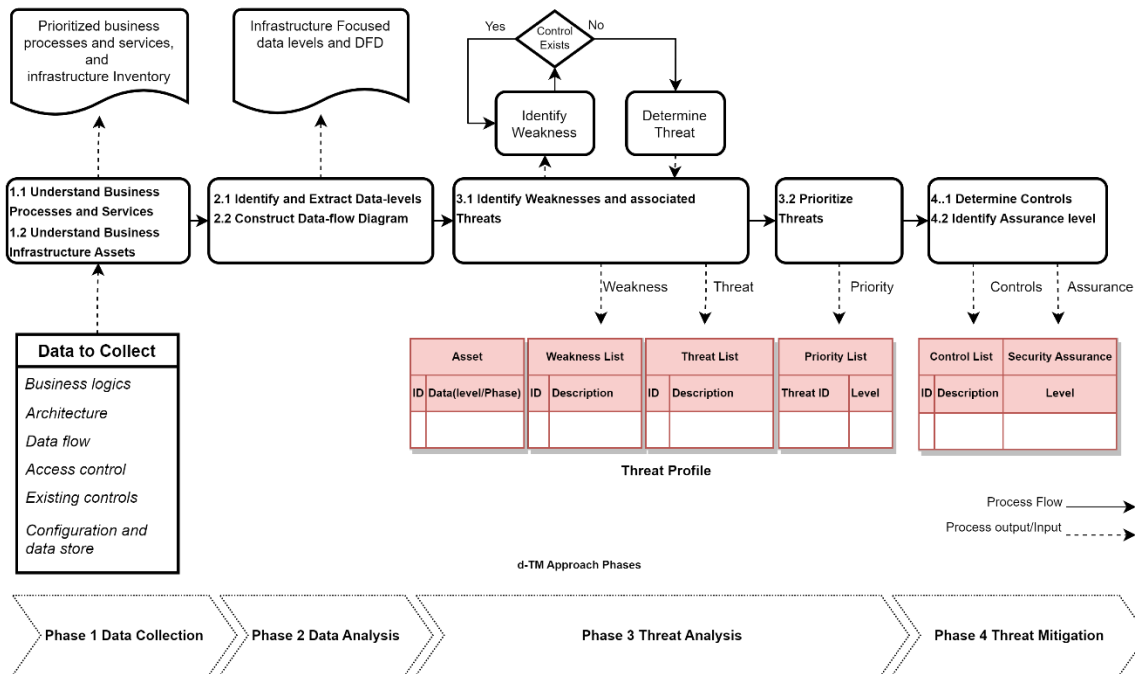 Prioritized business
processes and services,
and
infrastructure Inventory
Infrastructure Focused
data levels and DFD
Yes
Control
Exists
No
Identify
Weakness
Determine
Threat
1.1 Understand Business
Processes and Services
1.2 Understand Business
Infrastructure Assets
2.1 Identify and Extract Data-levels
2.2 Construct Data-flow Diagram
3.1 Identify Weaknesses and associated
Threats
3.2 Prioritize
Threats
4..1 Determine Controls
4.2 Identify Assurance level
Weakness
Threat
Priority
Controls
Assurance
Data to Collect
Business logics
Architecture
Data flow
Access control
Existing controls
Configuration and
data store
Asset
ID Data(level/Phase)
Weakness List
ID Description
Threat List
ID Description
Priority List
Threat ID Level
Control List
ID Description
Security Assurance
Level
Threat Profile
Process Flow
Process output/Input
d-TM Approach Phases
Phase 1 Data Collection
Phase 2 Data Analysis
Phase 3 Threat Analysis
Phase 4 Threat Mitigation